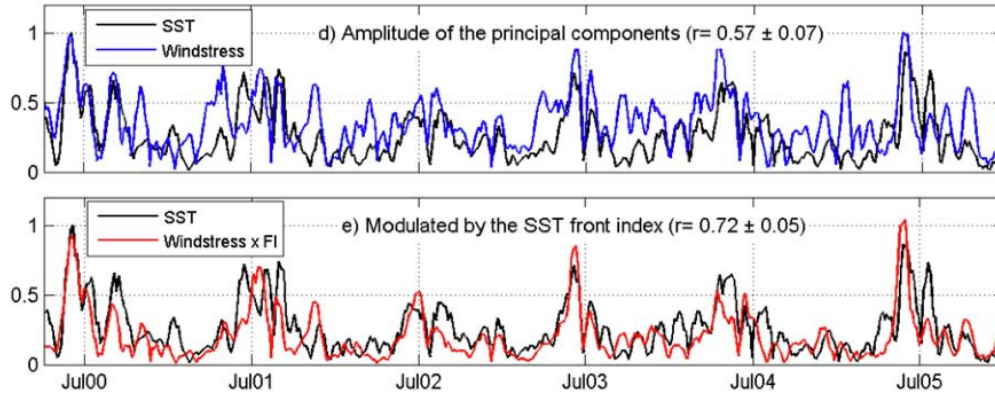 SST
Windstress
d) Amplitude of the principal components (r= 0.57 ± 0.07)
1
0.5
0
SST
Windstress x FI
e) Modulated by the SST front index (r= 0.72 ± 0.05)
1
0.5
0
Jul00 Jul01 Jul02 Jul03 Jul04 Jul05